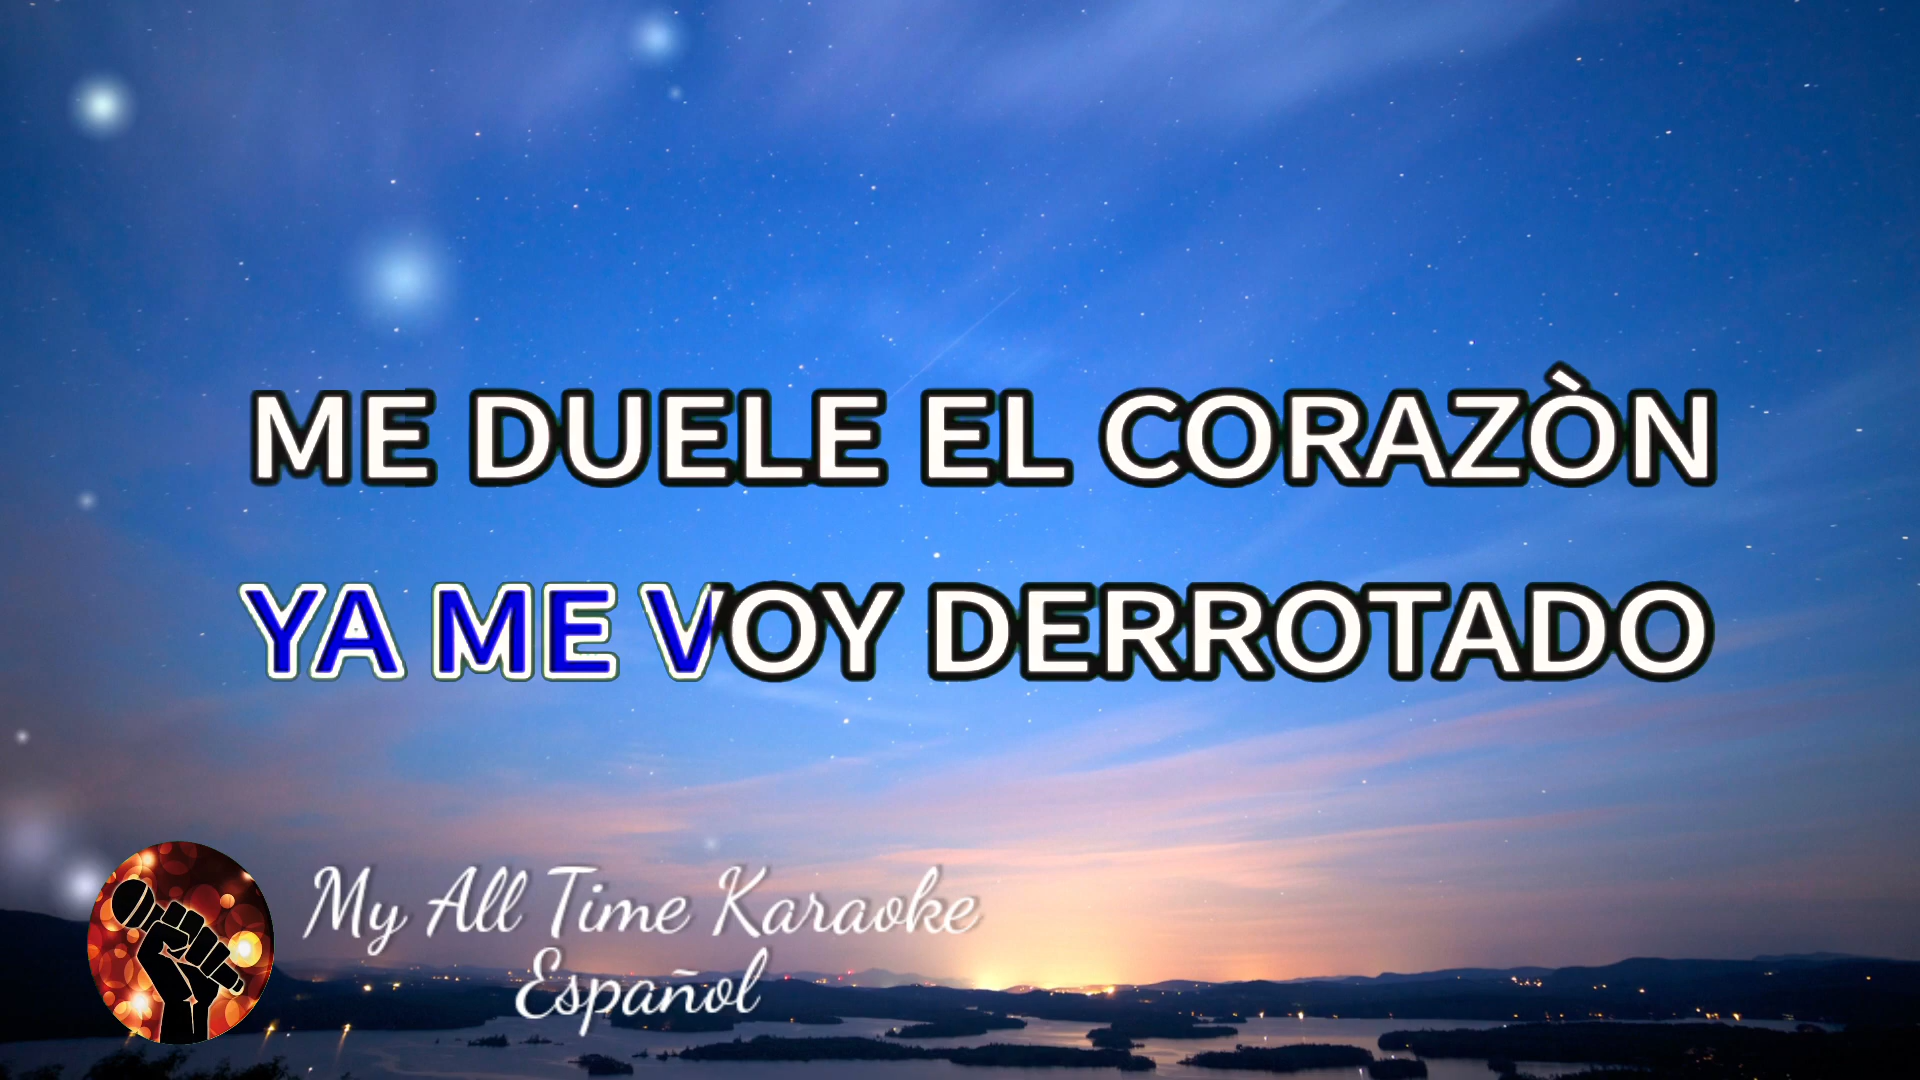 ME DUELE EL CORAZÒN
YA ME VOY DERROTADO
My All Time Karaoke
Español